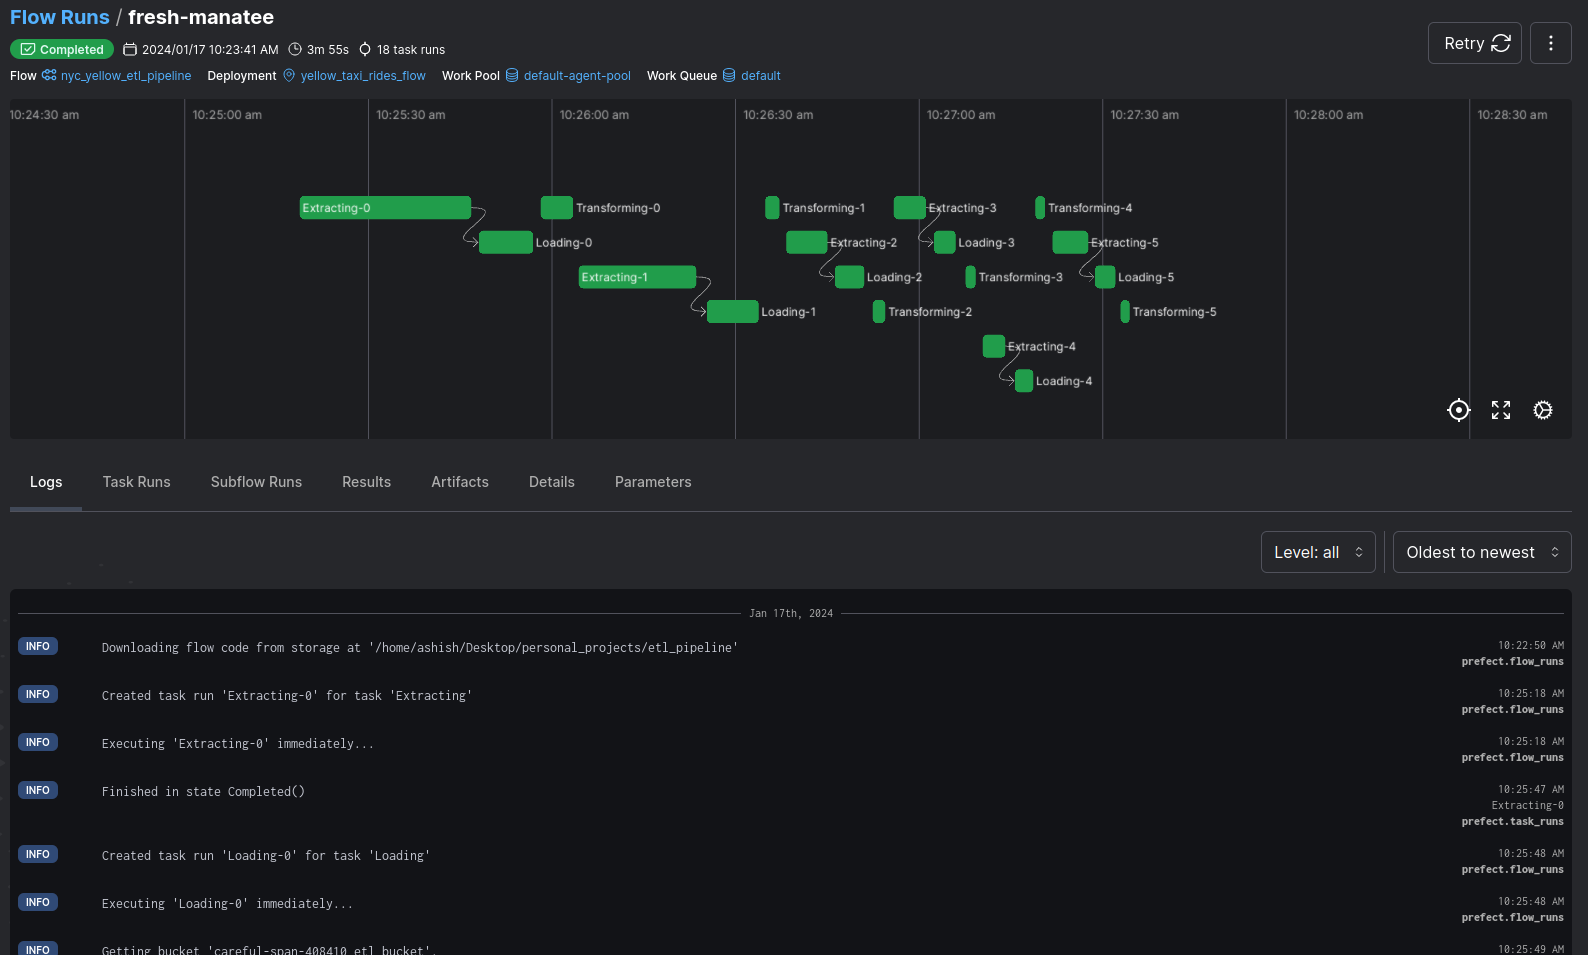 Flow Runs / fresh-manatee
Completed 2024/01/17 10:23:41 AM 3m 55s 18 task runs
Retry
Flow nyc_yellow_etl_pipeline Deployment yellow_taxi_rides_flow Work Pool default-agent-pool Work Queue default
10:24:30 am 10:25:00 am 10:25:30 am 10:26:00 am 10:26:30 am 10:27:00 am 10:27:30 am 10:28:00 am 10:28:30 am
Extracting-0 Transforming-0 Transforming-1 Extracting-3 Transforming-4
Loading-0 Extracting-2 Loading-3 Extracting-5
Extracting-1 Loading-2 Transforming-3 Loading-5
Loading-1 Transforming-2 Transforming-5
Extracting-4
Loading-4
Logs Task Runs Subflow Runs Results Artifacts Details Parameters
Level: all Oldest to newest
Jan 17th, 2024
INFO Downloading flow code from storage at '/home/ashish/Desktop/personal_projects/etl_pipeline' 10:22:50 AM
prefect.flow_runs
INFO Created task run 'Extracting-0' for task 'Extracting' 10:25:18 AM
prefect.flow_runs
INFO Executing 'Extracting-0' immediately... 10:25:18 AM
prefect.flow_runs
INFO Finished in state Completed() 10:25:47 AM
Extracting-0
prefect.task_runs
INFO Created task run 'Loading-0' for task 'Loading' 10:25:48 AM
prefect.flow_runs
INFO Executing 'Loading-0' immediately... 10:25:48 AM
prefect.flow_runs
INFO Getting bucket 'careful-span-408410_etl_bucket'. 10:25:49 AM